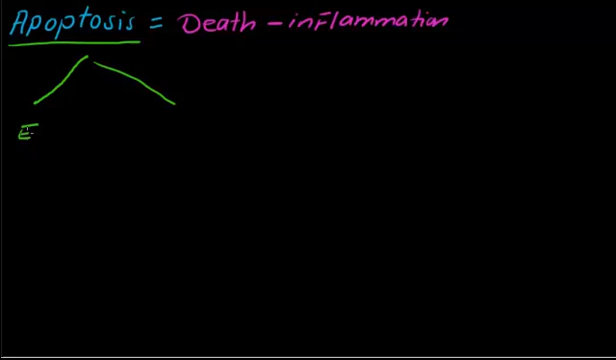 Apoptosis = Death - inflammation
E